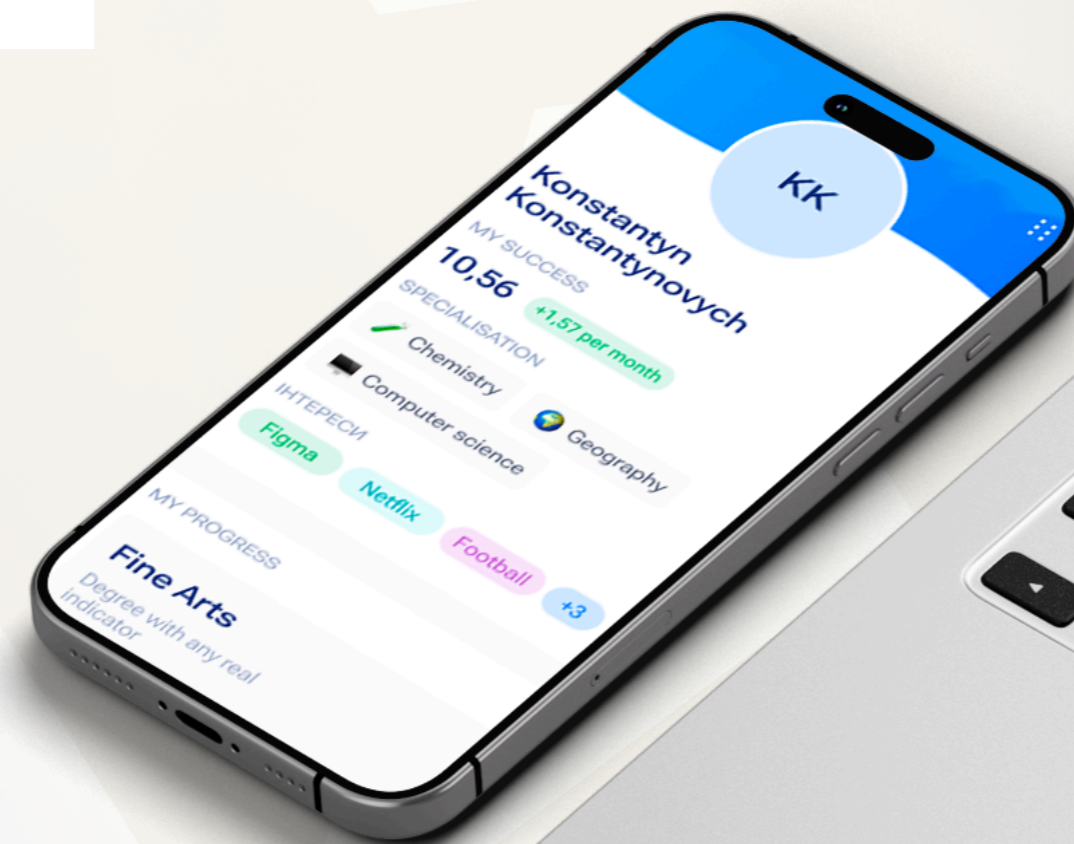 KK
Konstantyn
Konstantynovych
MY SUCCESS
10,56 +1,57 per month
SPECIALISATION
Chemistry Geography
Computer science
ІНТЕРЕСИ
Figma Netflix Football +3
MY PROGRESS
Fine Arts
Degree with any real
indicator